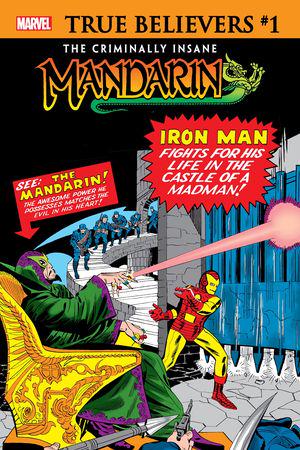 MARVEL
TRUE BELIEVERS #1
THE CRIMINALLY INSANE
MANDARIN
IRON MAN
FIGHTS FOR HIS
LIFE IN THE
CASTLE OF A
MADMAN!
SEE: THE
MANDARIN!
THE AWESOME POWER HE
POSSESSES MATCHES THE
EVIL IN HIS HEART!